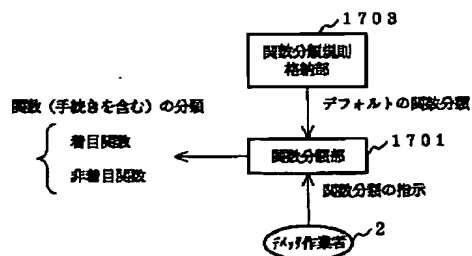 1703
関数分類規則
格納部
関数（手続きを含む）の分類
デフォルトの関数分類
着目関数
1701
関数分類部
非着目関数
関数分類の指示
2
デバッグ作業者